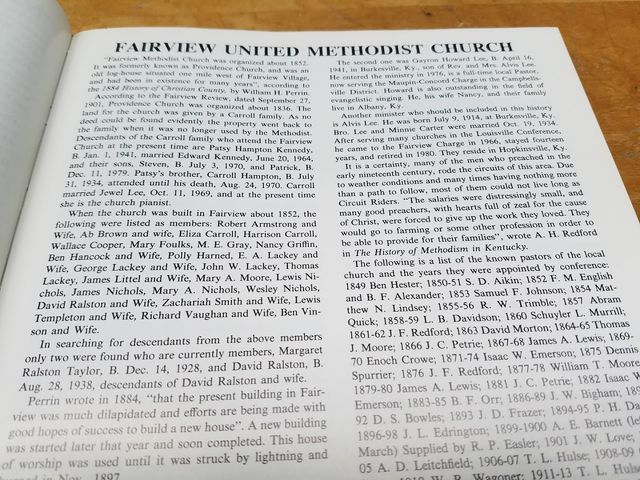 FAIRVIEW UNITED METHODIST CHURCH
"Fairview Methodist Church was organized about 1852.
It was formerly known as Providence Church, and was an
old log-house situated one mile west of Fairview Village,
and had been in existence for many years", according to
the 1884 History of Christian County, by William H. Perrin.
According to the Fairview Review, dated September 27,
1901, Providence Church was organized about 1836. The
land for the church was given by a Carroll family. As no
deed could be found evidently the property went back to
the family when it was no longer used by the Methodist.
Descendants of the Carroll family who attend the Fairview
Church at the present time are Patsy Hampton Kennedy,
B. Jan. 1, 1941, married Edward Kennedy, June 20, 1964,
and their sons, Steven, B. July 3, 1970, and Patrick, B.
Dec. 11, 1979. Patsy's brother, Carroll Hampton, B. July
31, 1934, attended until his death, Aug. 24, 1970. Carroll
married Jewel Lee, Oct. 11, 1969, and at the present time
she is the church pianist.
When the church was built in Fairview about 1852, the
following were listed as members: Robert Armstrong and
Wife, Ab Brown and wife, Eliza Carroll, Harrison Carroll,
Wallace Cooper, Mary Foulks, M. E. Gray, Nancy Griffin,
Ben Hancock and Wife, Polly Harned, E. A. Lackey and
Wife, George Lackey and Wife, John W. Lackey, Thomas
Lackey, James Littel and Wife, Mary A. Moore, Lewis Ni-
chols, James Nichols, Mary A. Nichols, Wesley Nichols,
David Ralston and Wife, Zachariah Smith and Wife, Lewis
Templeton and Wife, Richard Vaughan and Wife, Ben Vin-
son and Wife.
In searching for descendants from the above members
only two were found who are currently members, Margaret
Ralston Taylor, B. Dec. 14, 1928, and David Ralston, B.
Aug. 28, 1938, descendants of David Ralston and wife.
Perrin wrote in 1884, "that the present building in Fair-
view was much dilapidated and efforts are being made with
good hopes of success to build a new house". A new building
was started later that year and soon completed. This house
of worship was used until it was struck by lightning and
Nov. 1897
The second one was Gayron Howard Lee, B. April 16,
1941, in Burkesville, Ky., son of Rev. and Mrs. Alvis Lee.
He entered the ministry in 1976, is a full-time local Pastor,
now serving the Maupin-Concord Charge in the Campbells-
ville District. Howard is also outstanding in the field of
evangelistic singing. He, his wife Nancy, and their family
live in Albany, Ky.
Another minister who should be included in this history
is Alvis Lee. He was born July 9, 1914, at Burkesville, Ky.
Bro. Lee and Minnie Carter were married Oct. 19, 1934.
After serving many churches in the Louisville Conference,
he came to the Fairview Charge in 1966, stayed fourteen
years, and retired in 1980. They reside in Hopkinsville, Ky.
It is a certainty, many of the men who preached in the
early nineteenth century, rode the circuits of this area. Due
to weather conditions and many times having nothing more
than a path to follow, most of them could not live long as
Circuit Riders. "The salaries were distressingly small, and
many good preachers, with hearts full of zeal for the cause
of Christ, were forced to give up the work they loved. They
would go to farming or some other profession in order to
be able to provide for their families", wrote A. H. Redford
in The History of Methodism in Kentucky.
The following is a list of the known pastors of the local
church and the years they were appointed by conference:
1849 Ben Hester; 1850-51 S. D. Aikin; 1852 F. M. English
and B. F. Alexander; 1853 Samuel F. Johnson; 1854 Mat-
thew N. Lindsey; 1855-56 R. W. Trimble; 1857 Abram
Quick; 1858-59 L. B. Davidson; 1860 Schuyler L. Murrill;
1861-62 J. F. Redford; 1863 David Morton; 1864-65 Thomas
J. Moore; 1866 J. C. Petrie; 1867-68 James A. Lewis; 1869-
70 Enoch Crowe; 1871-74 Isaac W. Emerson; 1875 Dennis
Spurrier; 1876 J. F. Redford; 1877-78 William T. Moore
1879-80 James A. Lewis; 1881 J. C. Petrie; 1882 Isaac W.
Emerson; 1883-85 B. F. Orr; 1886-89 J. W. Bigham;
92 D. S. Bowles; 1893 J. D. Frazer; 1894-95 P. H. Da
1896-98 J. L. Edrington; 1899-1900 A. E. Barnett (le
March) Supplied by R. P. Easler; 1901 J. W. Love;
05 A. D. Leitchfield; 1906-07 T. L. Hulse; 1908-09
W. R. Wagoner; 1911-13 T. L. Hul